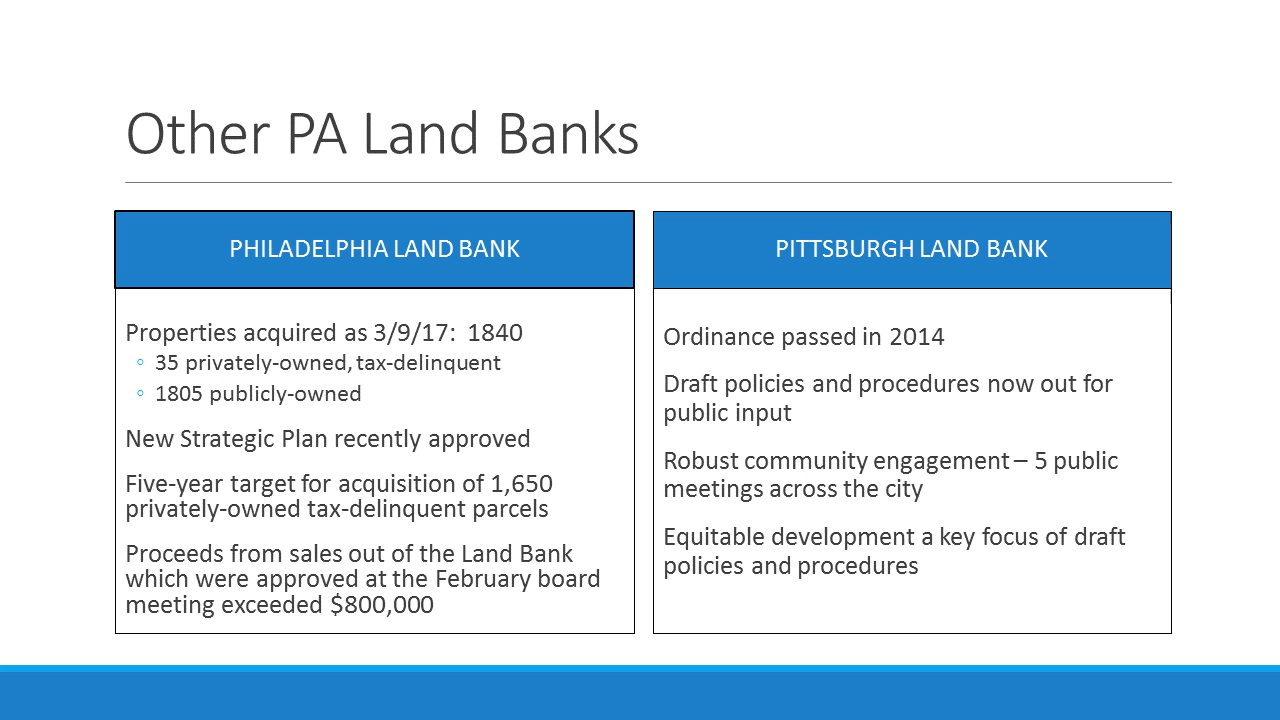 Other PA Land Banks
PHILADELPHIA LAND BANK
Properties acquired as 3/9/17: 1840
◦ 35 privately-owned, tax-delinquent
◦ 1805 publicly-owned
New Strategic Plan recently approved
Five-year target for acquisition of 1,650
privately-owned tax-delinquent parcels
Proceeds from sales out of the Land Bank
which were approved at the February board
meeting exceeded $800,000
PITTSBURGH LAND BANK
Ordinance passed in 2014
Draft policies and procedures now out for
public input
Robust community engagement – 5 public
meetings across the city
Equitable development a key focus of draft
policies and procedures